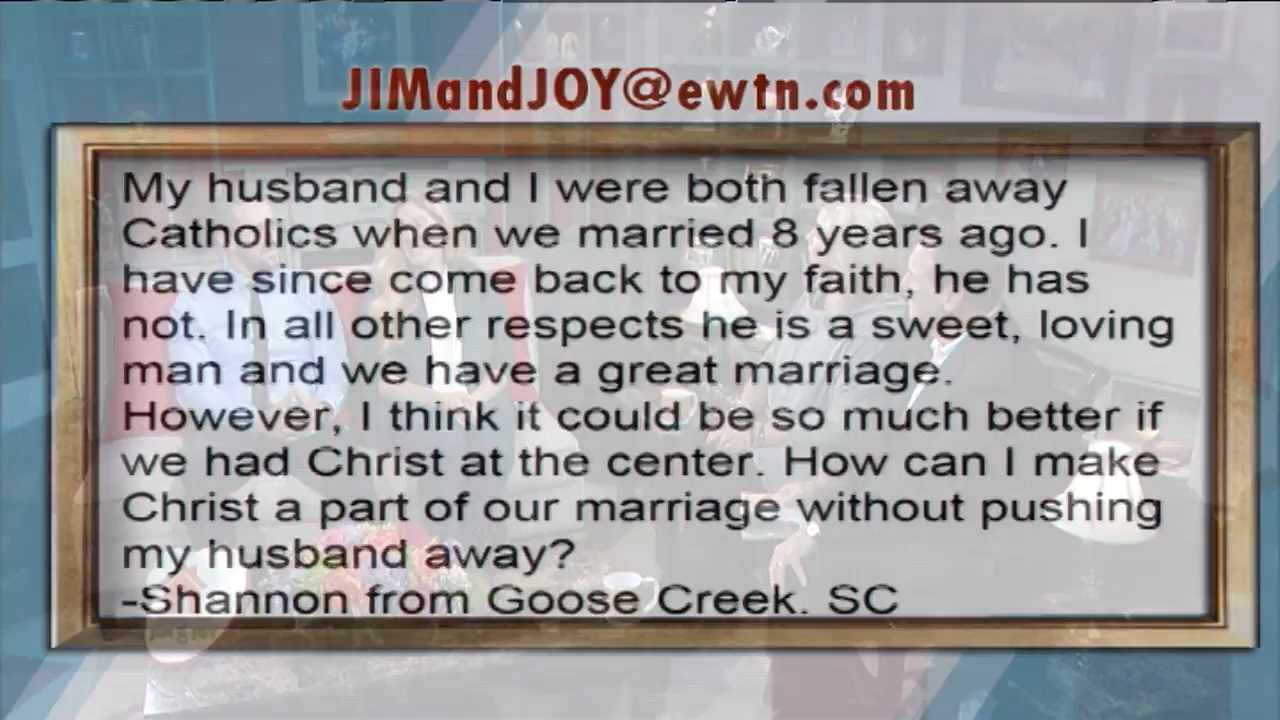 JIMandJOY@ewtn.com
My husband and I were both fallen away
Catholics when we married 8 years ago. I
have since come back to my faith, he has
not. In all other respects he is a sweet, loving
man and we have a great marriage.
However, I think it could be so much better if
we had Christ at the center. How can I make
Christ a part of our marriage without pushing
my husband away?
-Shannon from Goose Creek. SC